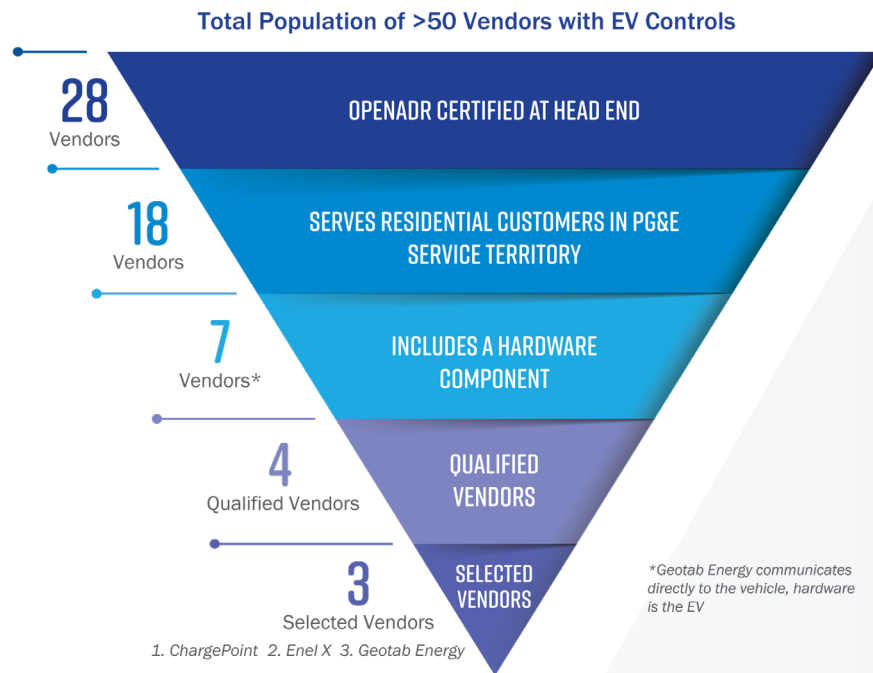 Total Population of >50 Vendors with EV Controls
28
Vendors
OPENADR CERTIFIED AT HEAD END
18
Vendors
SERVES RESIDENTIAL CUSTOMERS IN PG&E
SERVICE TERRITORY
7
Vendors*
INCLUDES A HARDWARE
COMPONENT
4
Qualified Vendors
QUALIFIED
VENDORS
3
Selected Vendors
SELECTED
VENDORS
1. ChargePoint 2. Enel X 3. Geotab Energy
*Geotab Energy communicates
directly to the vehicle, hardware
is the EV